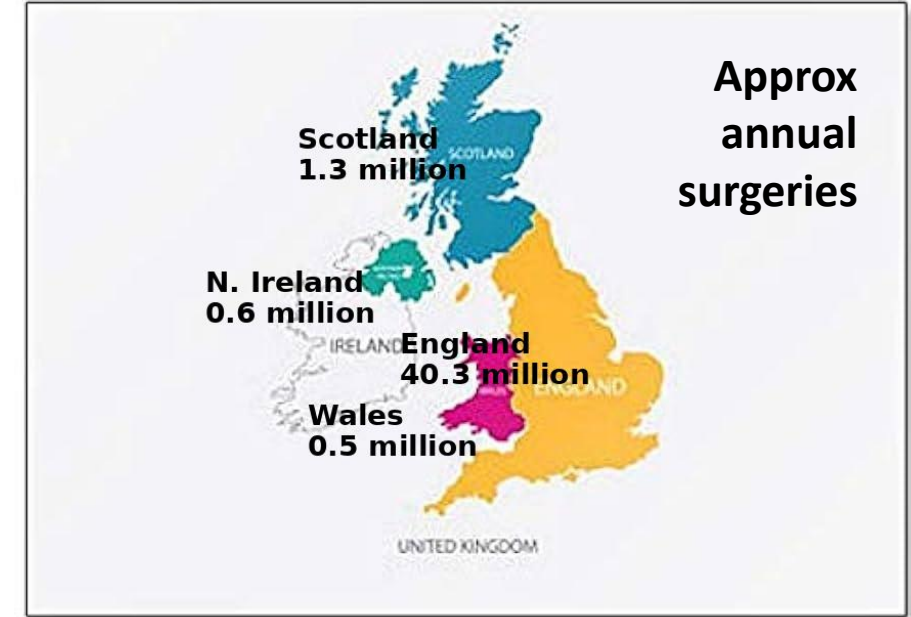 Approx
annual
surgeries
Scotland
1.3 million
SCOTLAND
N. Ireland
0.6 million
IRELAND
England
40.3 million
ENGLAND
Wales
0.5 million
UNITED KINGDOM